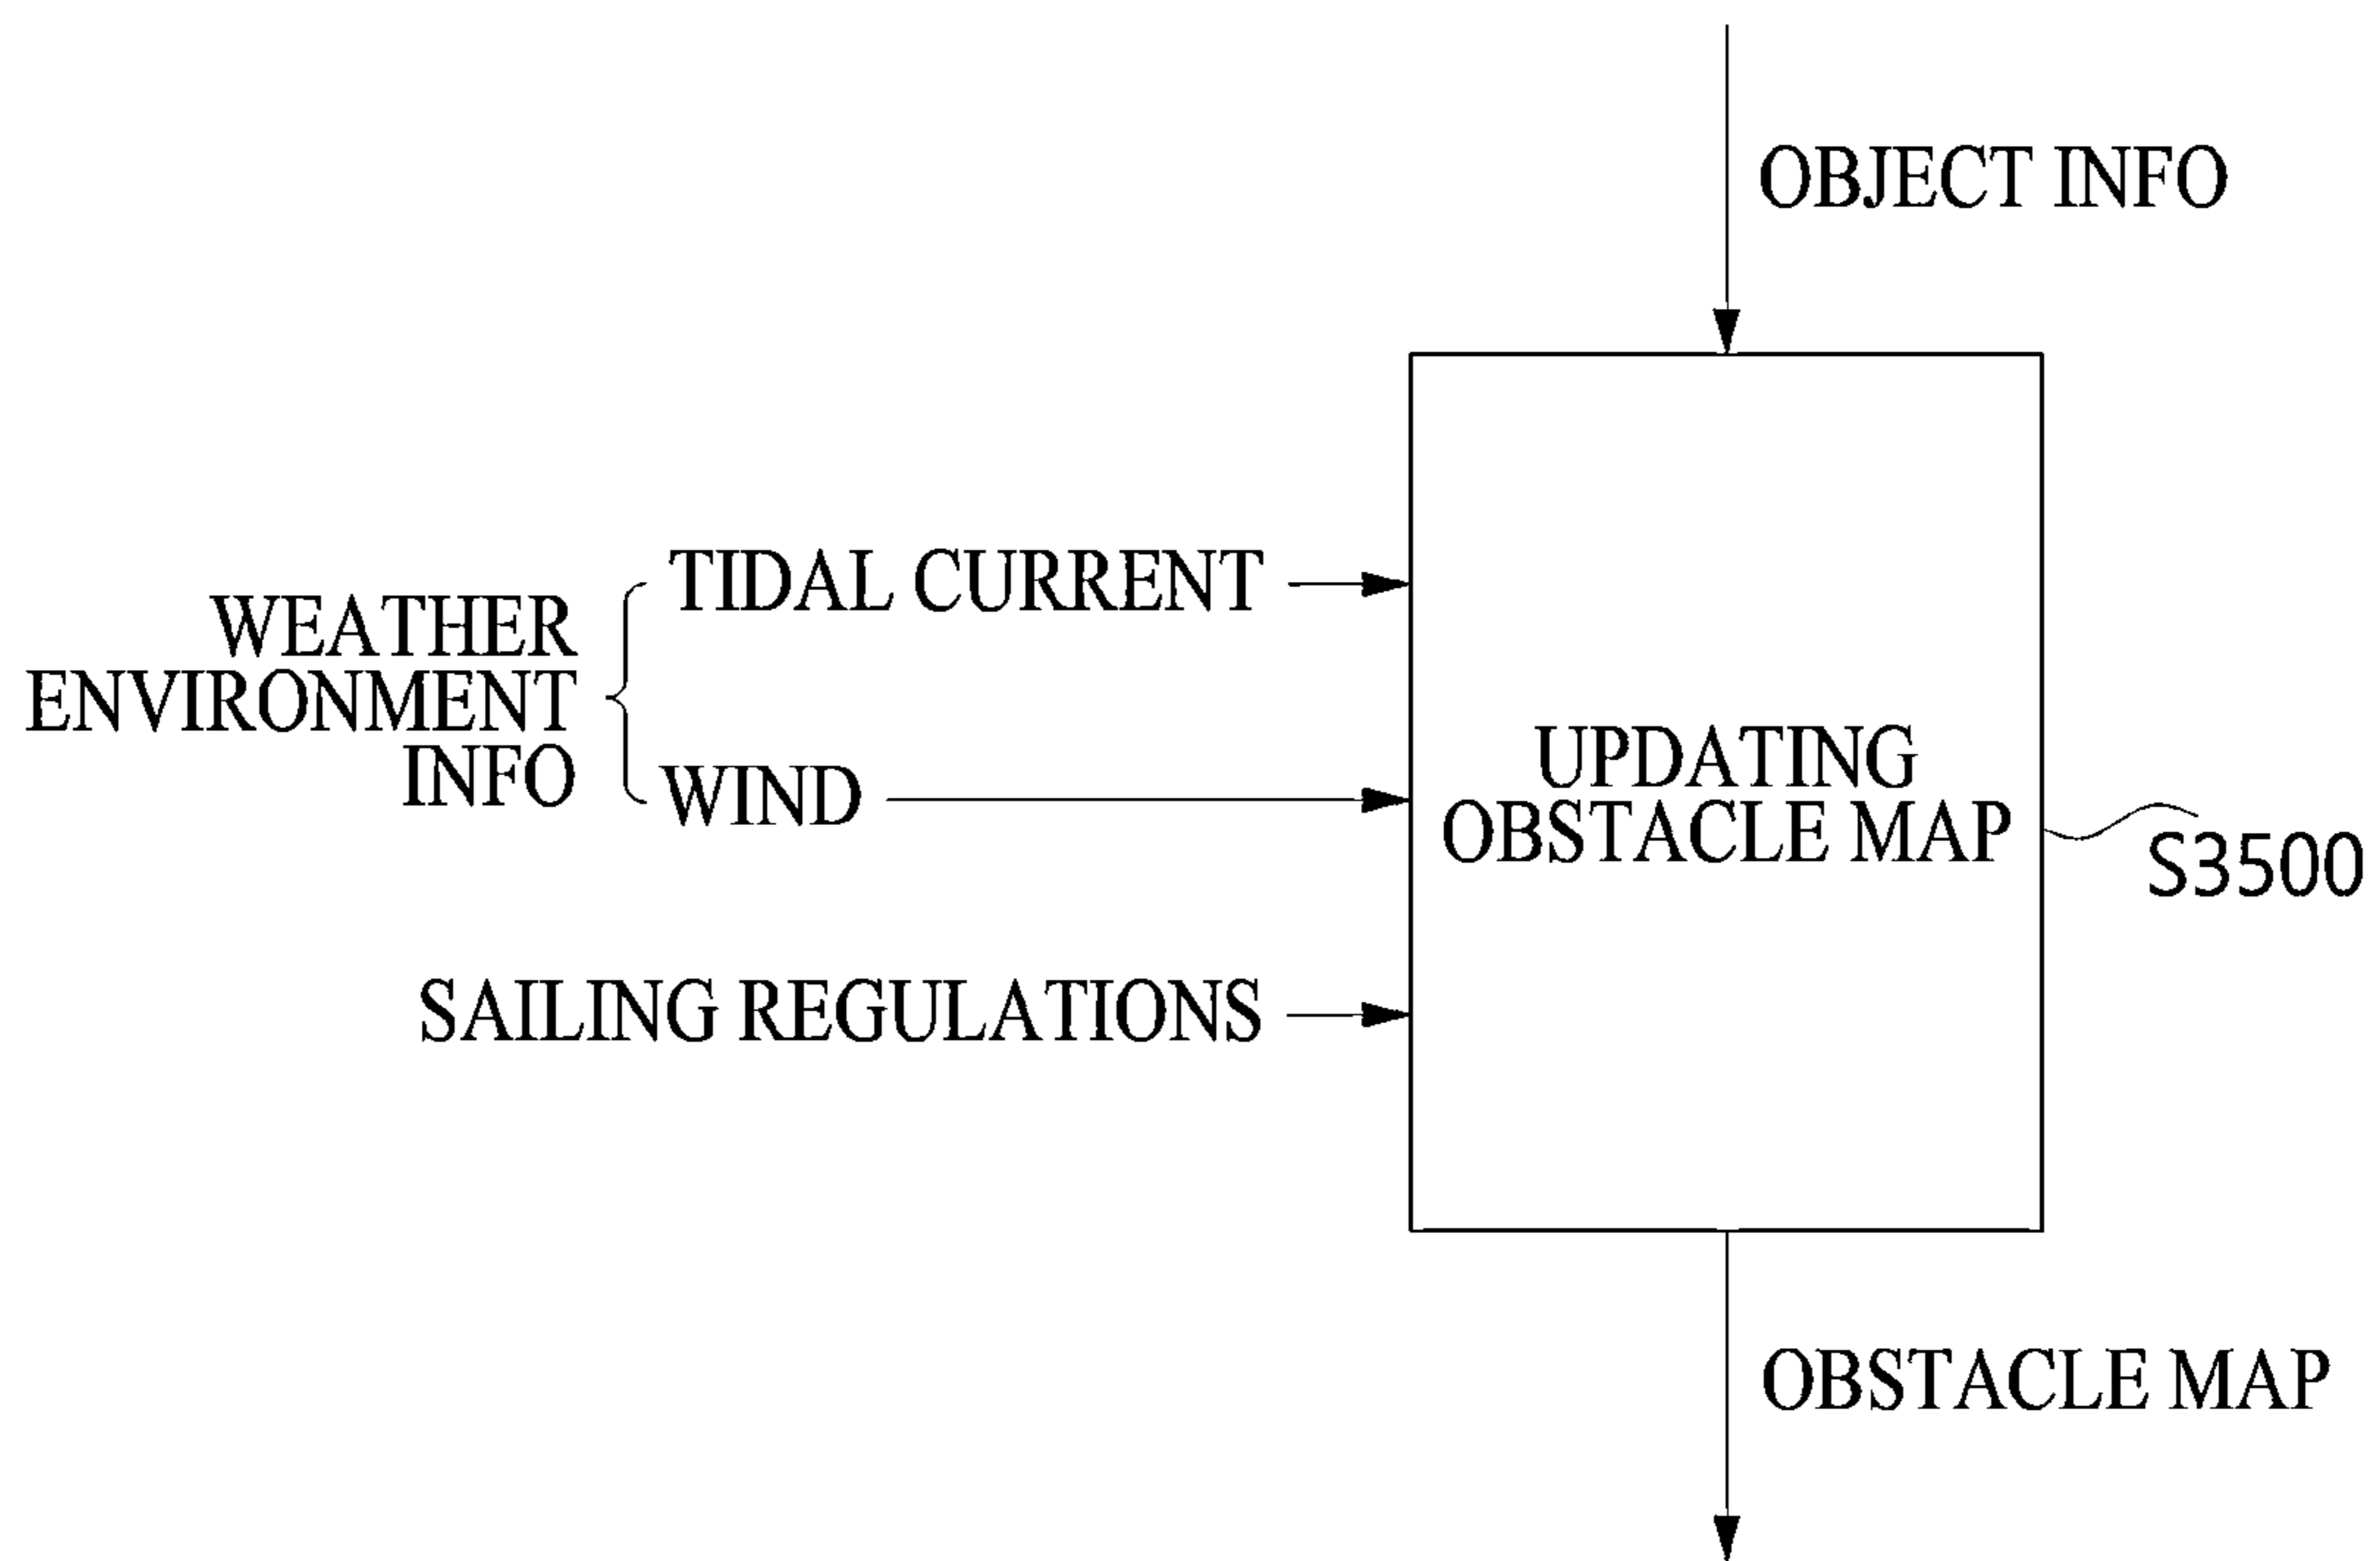 OBJECT INFO
TIDAL CURRENT
WEATHER
ENVIRONMENT
INFO
WIND
UPDATING
OBSTACLE MAP
S3500
SAILING REGULATIONS
OBSTACLE MAP